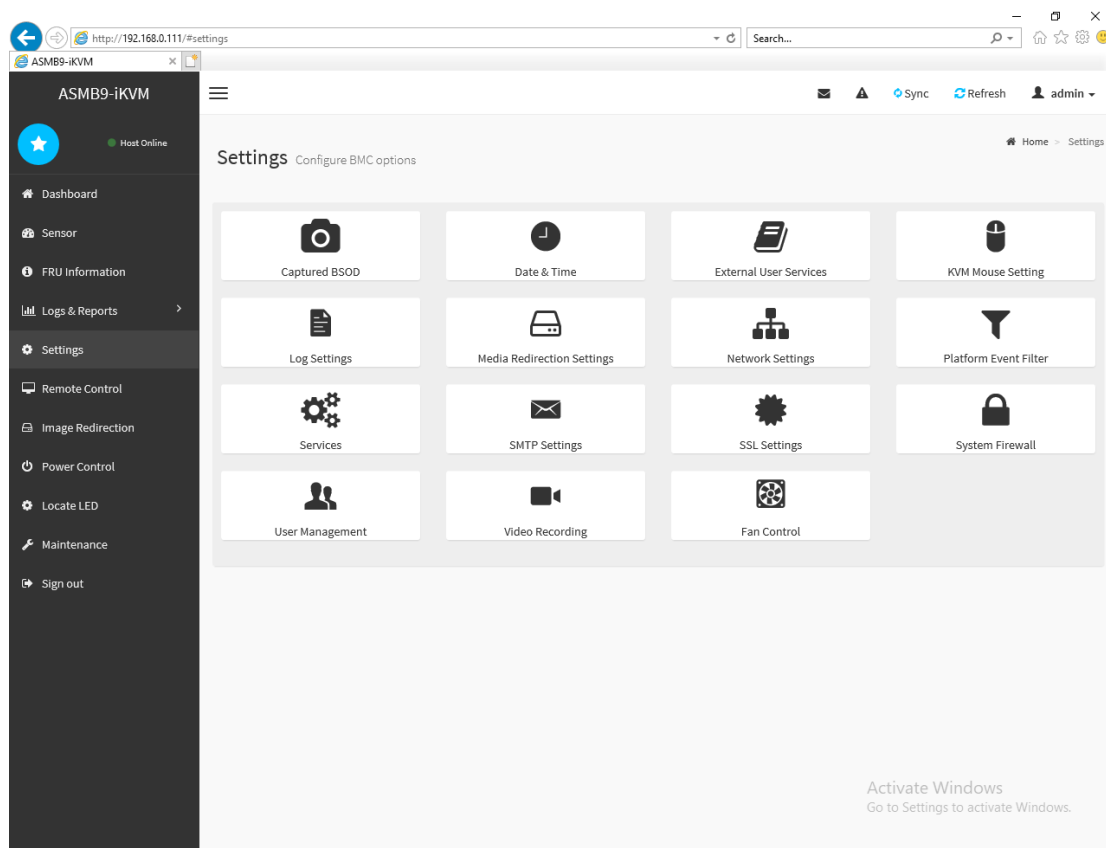 http://192.168.0.111/#settings
Search...
ASMB9-iKVM
ASMB9-iKVM
Sync
Refresh
admin
Host Online
Settings Configure BMC options
Home > Settings
Dashboard
Sensor
FRU Information
Logs & Reports
Settings
Remote Control
Image Redirection
Power Control
Locate LED
Maintenance
Sign out
Captured BSOD
Date & Time
External User Services
KVM Mouse Setting
Log Settings
Media Redirection Settings
Network Settings
Platform Event Filter
Services
SMTP Settings
SSL Settings
System Firewall
User Management
Video Recording
Fan Control
Activate Windows
Go to Settings to activate Windows.